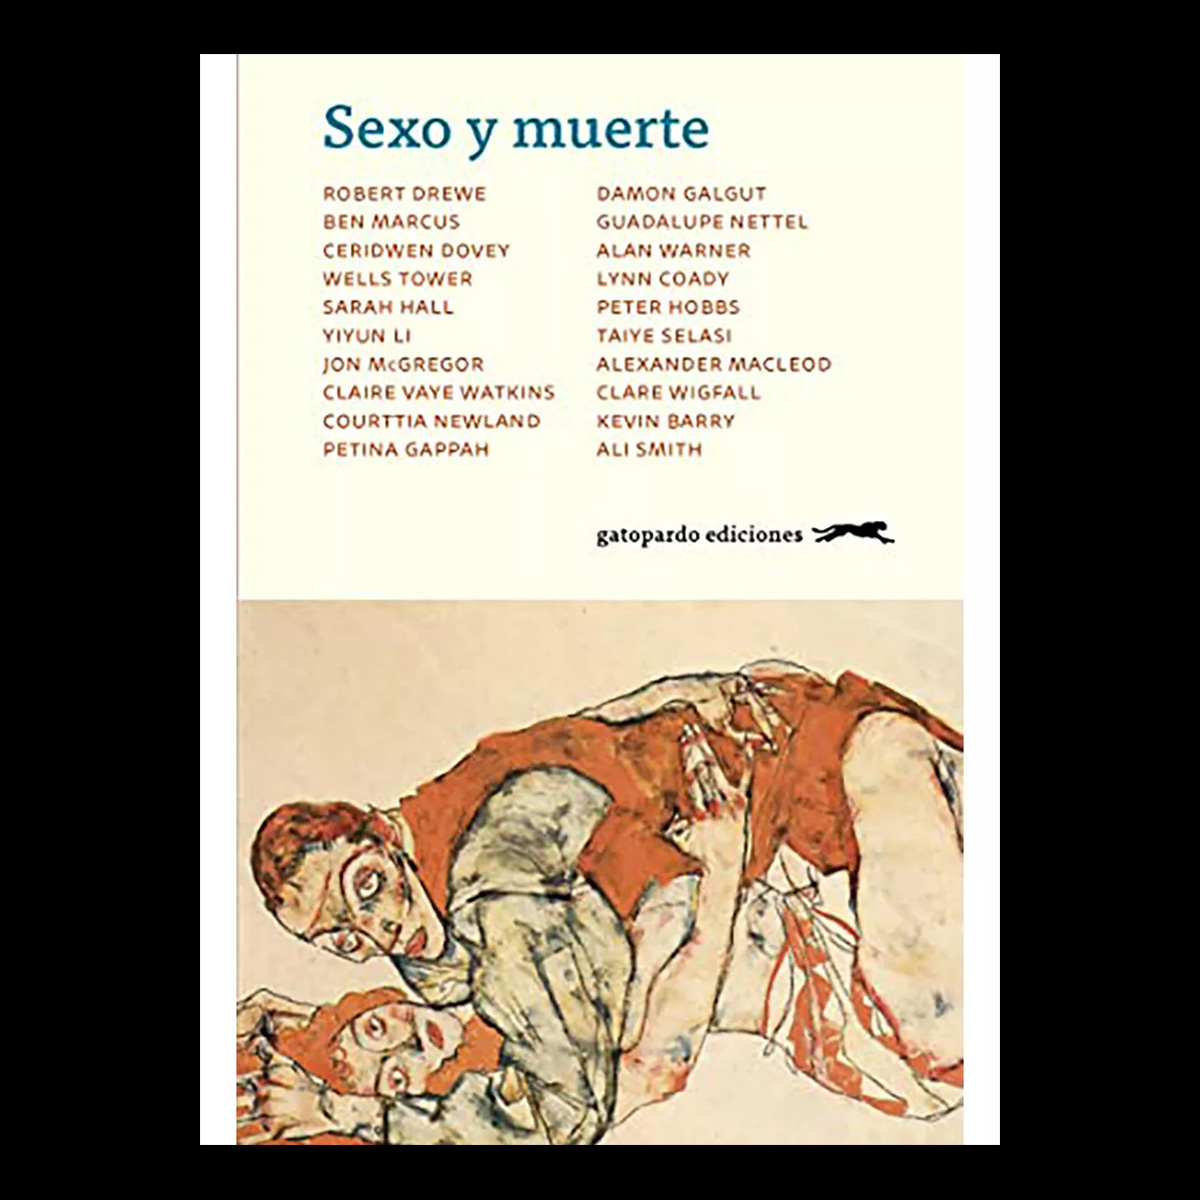 Sexo y muerte
ROBERT DREWE
BEN MARCUS
CERIDWEN DOVEY
WELLS TOWER
SARAH HALL
YIYUN LI
JON McGREGOR
CLAIRE VAYE WATKINS
COURTTIA NEWLAND
PETINA GAPPAH
DAMON GALGUT
GUADALUPE NETTEL
ALAN WARNER
LYNN COADY
PETER HOBBS
TAIYE SELASI
ALEXANDER MACLEOD
CLARE WIGFALL
KEVIN BARRY
ALI SMITH
gatopardo ediciones